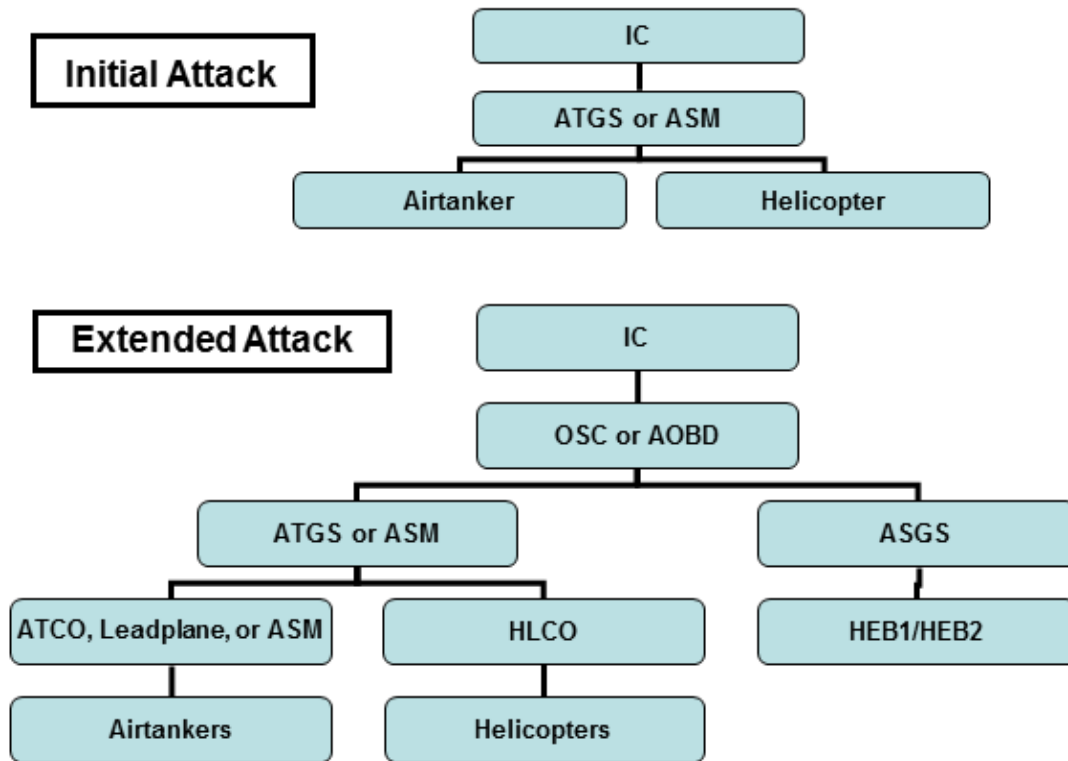 Initial Attack
IC
ATGS or ASM
Airtanker
Helicopter
Extended Attack
IC
OSC or AOBD
ATGS or ASM
ASGS
ATCO, Leadplane, or ASM
HLCO
HEB1/HEB2
Airtankers
Helicopters